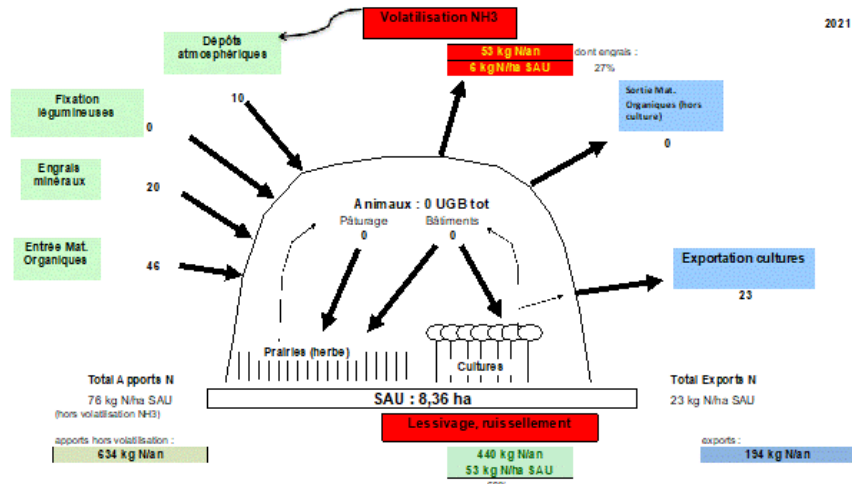 Volatilisation NH3
2021
Dépôts
atmosphériques
53 kg N/an
6 kg N/ha SAU
dont engrais :
27%
Fixation
légumineuses
0
10
Sortie Mat.
Organiques (hors
culture)
0
Engrais
minéraux
20
Animaux : 0 UGB tot
Pâturage
Bâtiments
0
0
Entrée Mat.
Organiques
46
Exportation cultures
23
Prairies (herbe)
Cultures
Total Apports N
76 kg N/ha SAU
(hors volatilisation NH3)
SAU : 8,36 ha
Total Exports N
23 kg N/ha SAU
Lessivage, ruissellement
apports hors volatilisation :
634 kg N/an
440 kg N/an
53 kg N/ha SAU
exports :
194 kg N/an